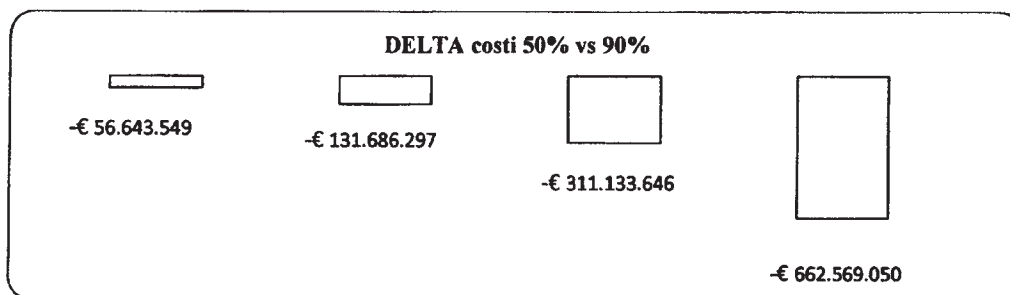 DELTA costi 50% vs 90%
-€ 56.643.549
-€ 131.686.297
-€ 311.133.646
-€ 662.569.050